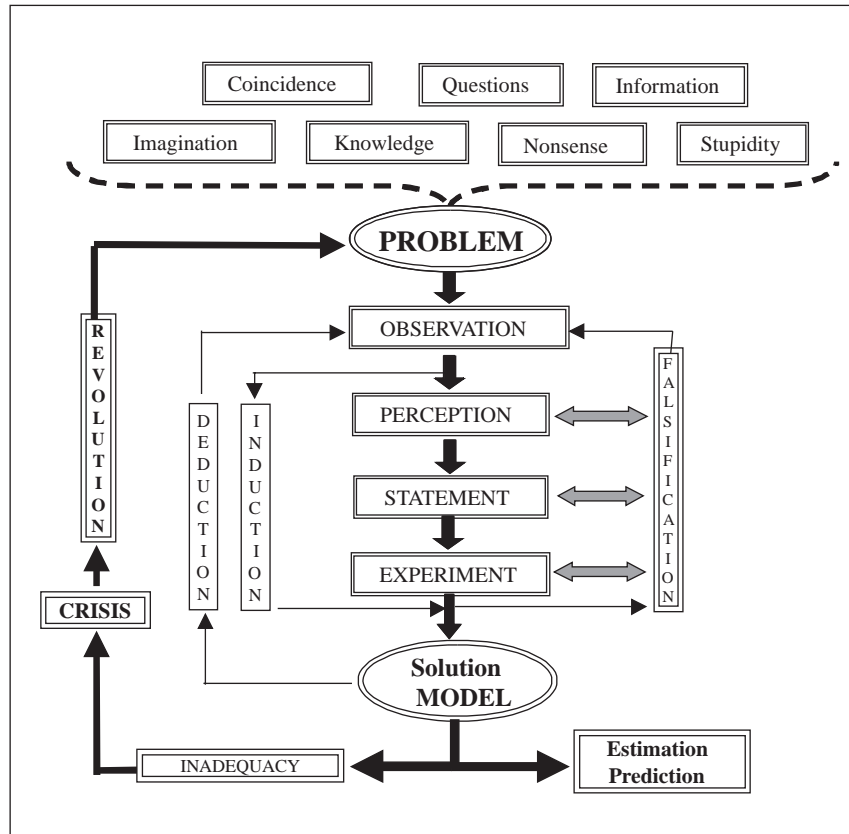 Coincidence Questions Information
Imagination Knowledge Nonsense Stupidity
PROBLEM
OBSERVATION
PERCEPTION
STATEMENT
EXPERIMENT
Solution
MODEL
DEDUCTION
INDUCTION
FALSIFICATION
REVOLUTION
CRISIS
INADEQUACY
Estimation
Prediction